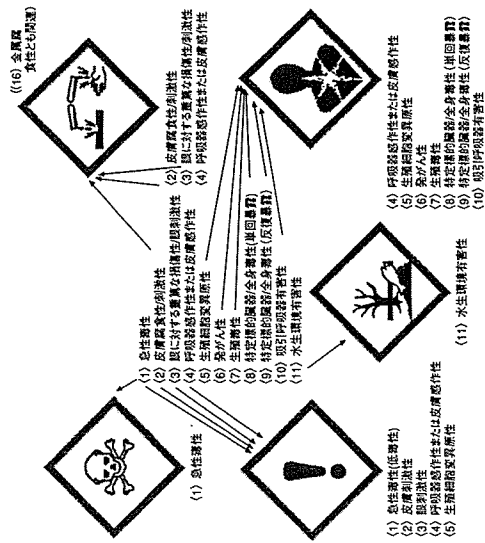 ((16) 金属腐
食性とも関連)
(2) 皮膚腐食性/刺激性
(3) 眼に対する重篤な損傷性/刺激性
(4) 呼吸器感作性または皮膚感作性
(4) 呼吸器感作性または皮膚感作性
(5) 生殖細胞変異原性
(6) 発がん性
(7) 生殖毒性
(8) 特定標的臓器/全身毒性(単回暴露)
(9) 特定標的臓器/全身毒性(反復暴露)
(10) 吸引呼吸器有害性
(1) 急性毒性
(2) 皮膚腐食性/刺激性
(3) 眼に対する重篤な損傷性/眼刺激性
(4) 呼吸器感作性または皮膚感作性
(5) 生殖細胞変異原性
(6) 発がん性
(7) 生殖毒性
(8) 特定標的臓器/全身毒性(単回暴露)
(9) 特定標的臓器/全身毒性(反復暴露)
(10) 吸引呼吸器有害性
(11) 水生環境有害性
(11) 水生環境有害性
(1) 急性毒性
(1) 急性毒性(低毒性)
(2) 皮膚刺激性
(3) 眼刺激性
(4) 呼吸器感作性または皮膚感作性
(5) 生殖細胞変異原性